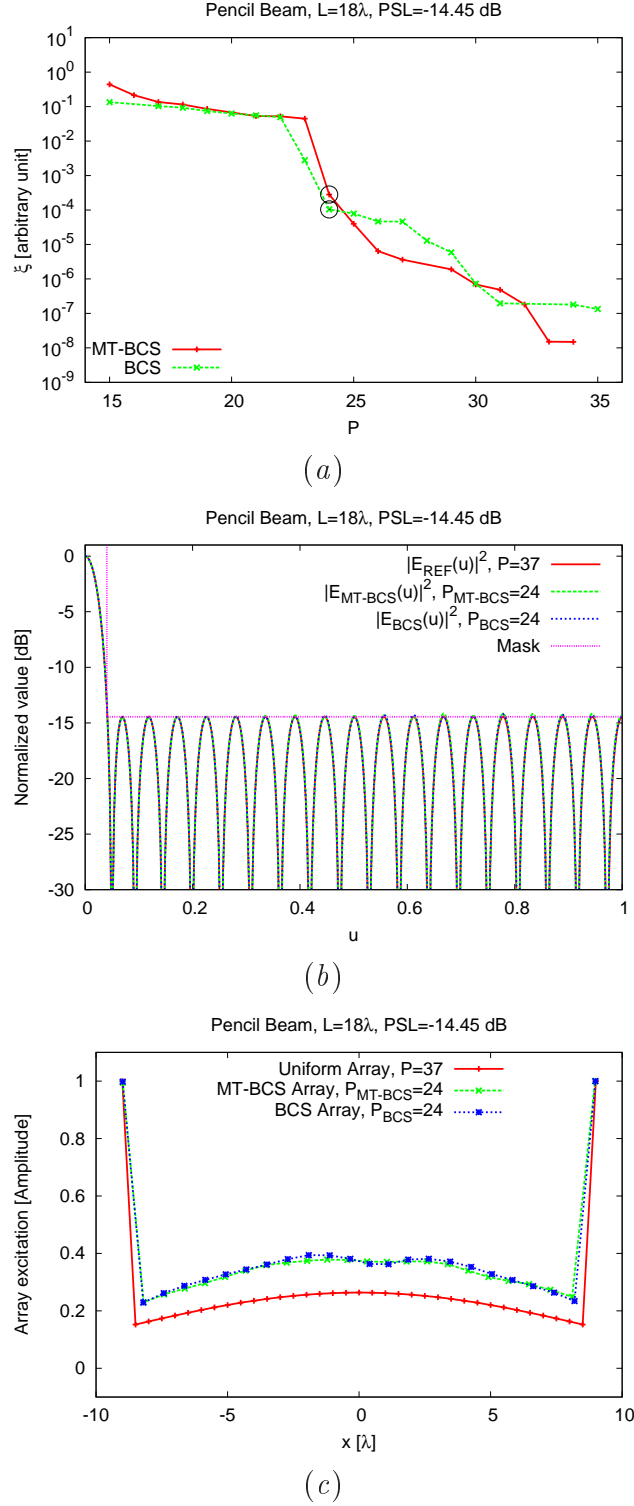 Pencil Beam, L=18λ, PSL=-14.45 dB
10^1
10^0
10^-1
10^-2
10^-3
10^-4
10^-5
10^-6
10^-7
10^-8
10^-9
ξ [arbitrary unit]
MT-BCS
BCS
15 20 25 30 35
P
(a)
Pencil Beam, L=18λ, PSL=-14.45 dB
|E_REF(u)|^2, P=37
|E_MT-BCS(u)|^2, P_MT-BCS=24
|E_BCS(u)|^2, P_BCS=24
Mask
0
-5
-10
-15
-20
-25
-30
Normalized value [dB]
0 0.2 0.4 0.6 0.8 1
u
(b)
Pencil Beam, L=18λ, PSL=-14.45 dB
Uniform Array, P=37
MT-BCS Array, P_MT-BCS=24
BCS Array, P_BCS=24
1
0.8
0.6
0.4
0.2
0
Array excitation [Amplitude]
-10 -5 0 5 10
x [λ]
(c)